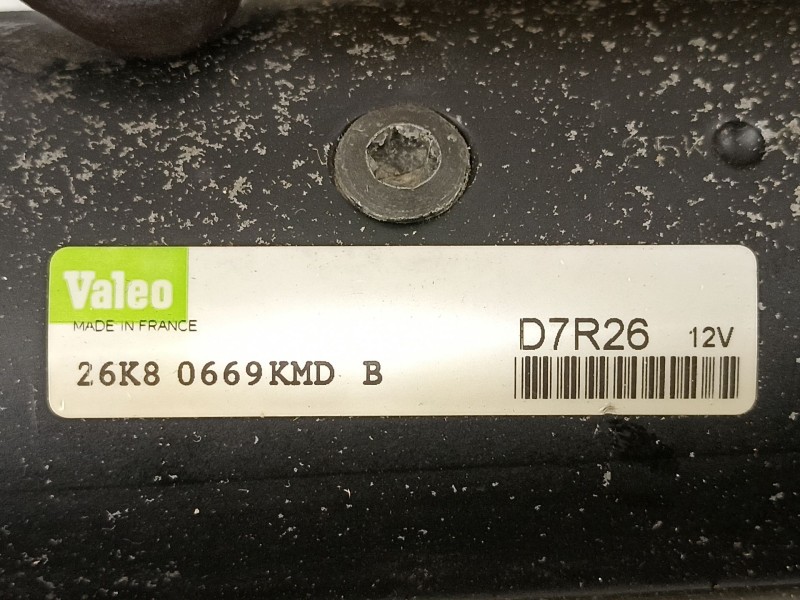 Valeo
MADE IN FRANCE
D7R26 12V
26K8 0669KMD B